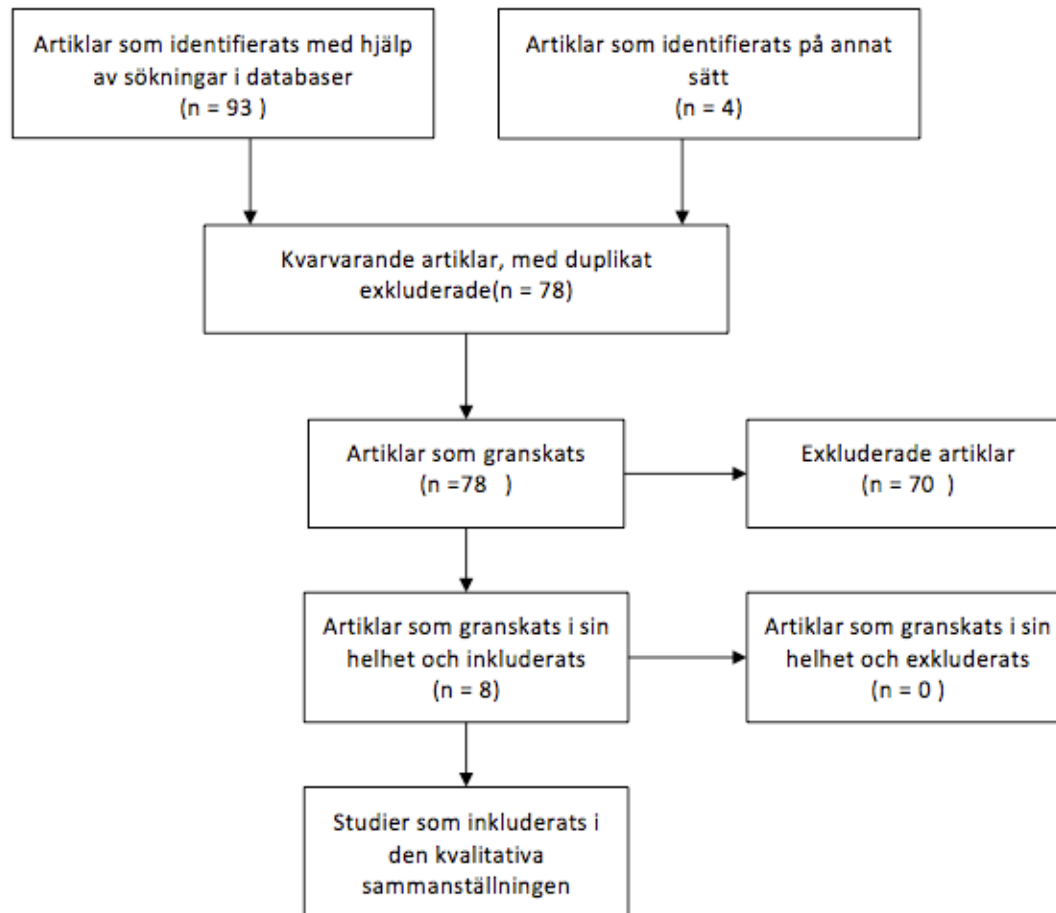 Artiklar som identifierats med hjälp
av sökningar i databaser
(n = 93 )
Artiklar som identifierats på annat
sätt
(n = 4)
Kvarvarande artiklar, med duplikat
exkluderade(n = 78)
Artiklar som granskats
(n =78   )
Exkluderade artiklar
(n = 70  )
Artiklar som granskats i sin
helhet och inkluderats
(n = 8)
Artiklar som granskats i sin
helhet och exkluderats
(n = 0 )
Studier som inkluderats i
den kvalitativa
sammanställningen